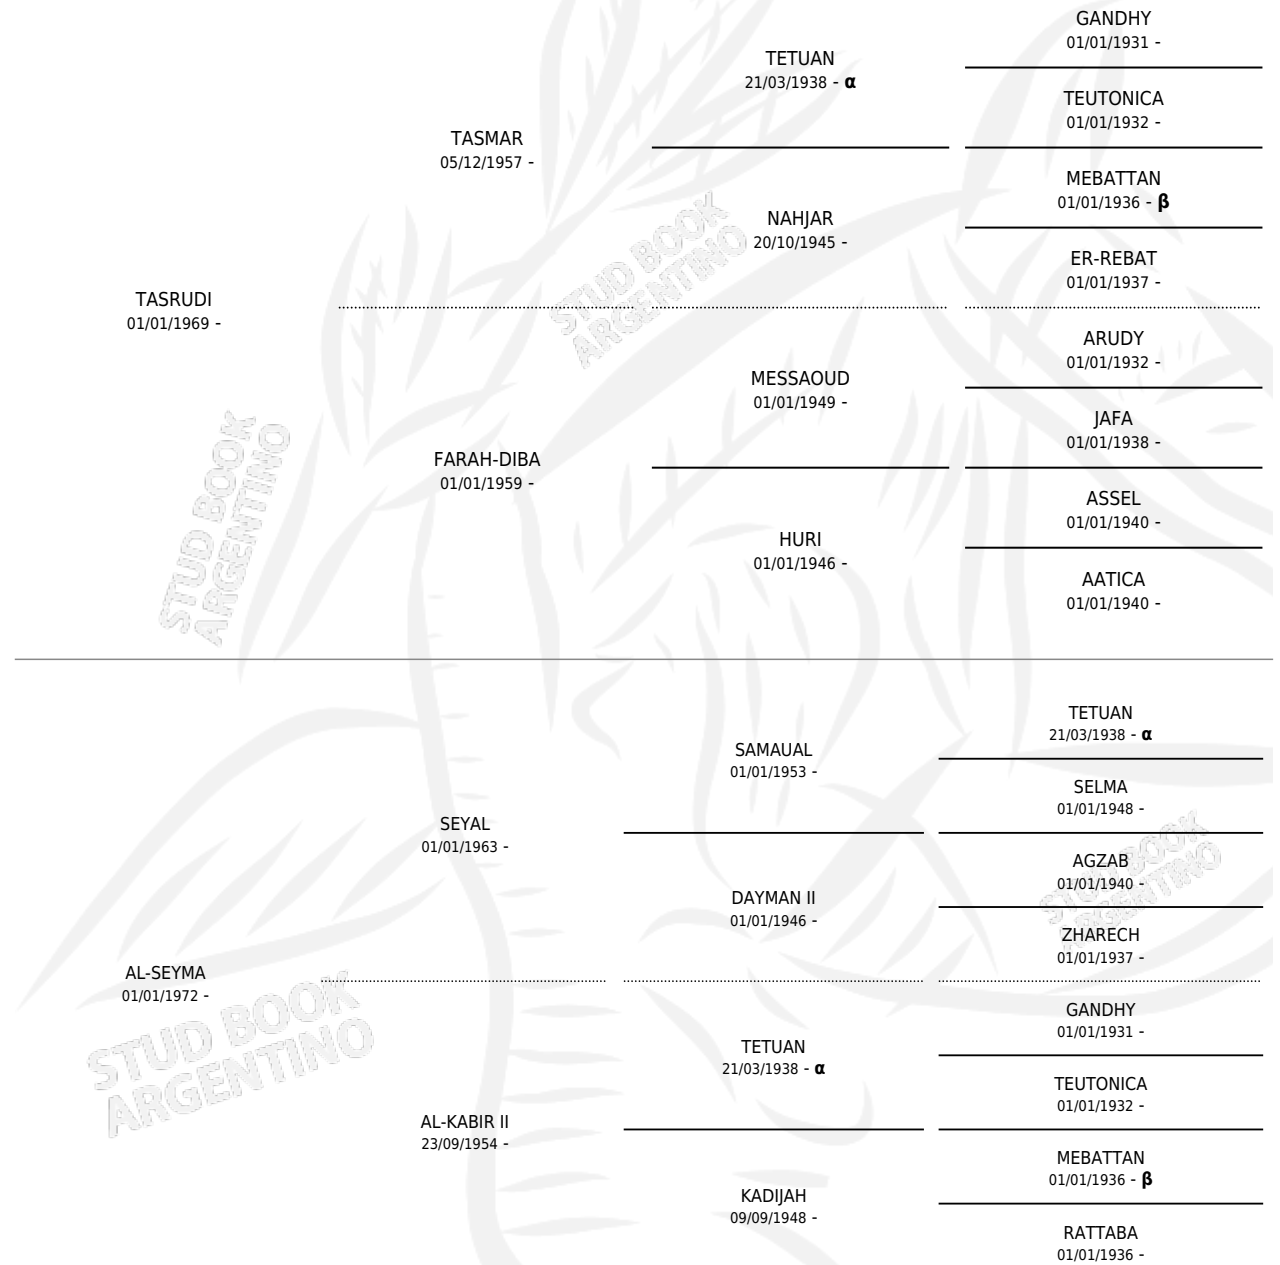 GANDHY
01/01/1931 -
TETUAN
21/03/1938 - α
TEUTONICA
01/01/1932 -
TASMAR
05/12/1957 -
MEBATTAN
01/01/1936 - β
NAHJAR
20/10/1945 -
ER-REBAT
01/01/1937 -
TASRUDI
01/01/1969 -
ARUDY
01/01/1932 -
MESSAOUD
01/01/1949 -
JAFA
01/01/1938 -
FARAH-DIBA
01/01/1959 -
ASSEL
01/01/1940 -
HURI
01/01/1946 -
AATICA
01/01/1940 -
STUD BOOK
ARGENTINO
STUD BOOK
ARGENTINO
TETUAN
21/03/1938 - α
SAMAUAL
01/01/1953 -
SELMA
01/01/1948 -
SEYAL
01/01/1963 -
AGZAB
01/01/1940 -
DAYMAN II
01/01/1946 -
ZHARECH
01/01/1937 -
STUD BOOK
ARGENTINO
AL-SEYMA
01/01/1972 -
GANDHY
01/01/1931 -
TETUAN
21/03/1938 - α
TEUTONICA
01/01/1932 -
AL-KABIR II
23/09/1954 -
MEBATTAN
01/01/1936 - β
KADIJAH
09/09/1948 -
RATTABA
01/01/1936 -
STUD BOOK
ARGENTINO